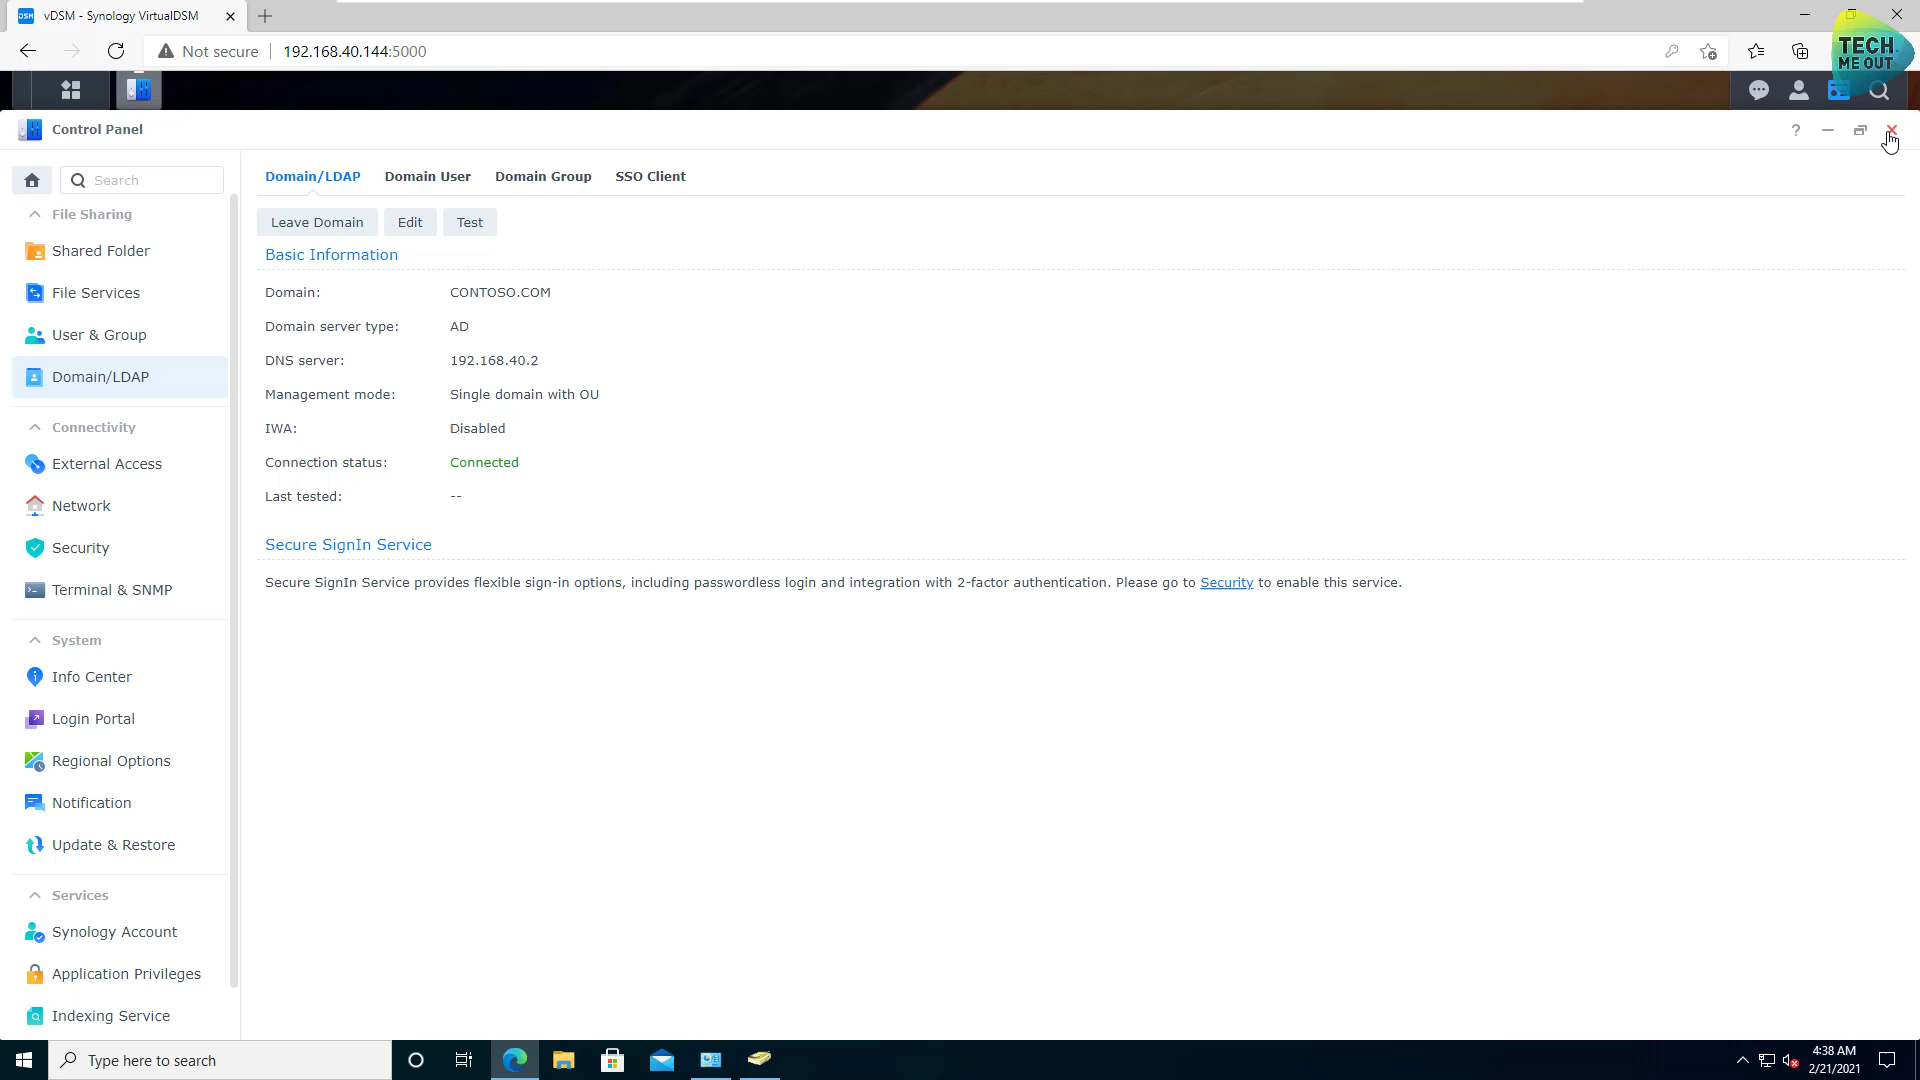 vDSM - Synology VirtualDSM
Not secure
192.168.40.144:5000
TECH
ME OUT
Control Panel
?
Search
File Sharing
Shared Folder
File Services
User & Group
Domain/LDAP
Connectivity
External Access
Network
Security
Terminal & SNMP
System
Info Center
Login Portal
Regional Options
Notification
Update & Restore
Services
Synology Account
Application Privileges
Indexing Service
Domain/LDAP Domain User Domain Group SSO Client
Leave Domain Edit Test
Basic Information
Domain: CONTOSO.COM
Domain server type: AD
DNS server: 192.168.40.2
Management mode: Single domain with OU
IWA: Disabled
Connection status: Connected
Last tested: --
Secure SignIn Service
Secure SignIn Service provides flexible sign-in options, including passwordless login and integration with 2-factor authentication. Please go to Security to enable this service.
Type here to search
4:38 AM
2/21/2021